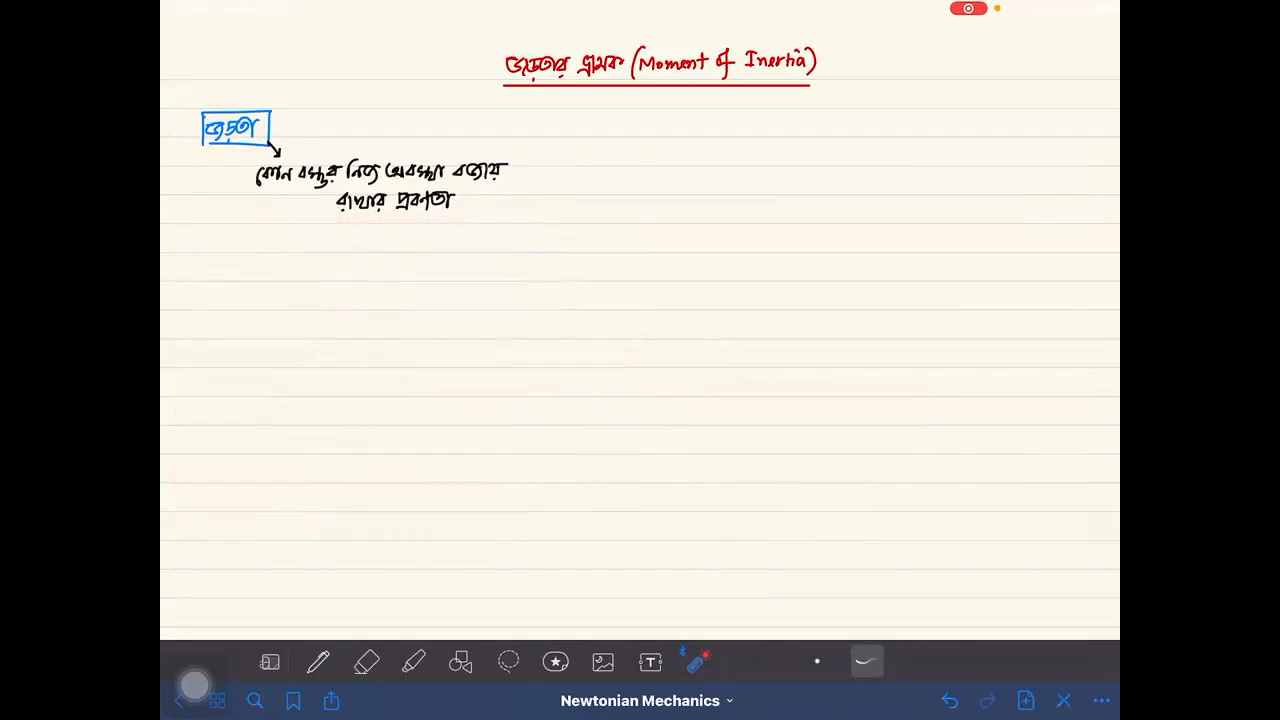 জড়তার ভ্রামক (Moment of Inertia)
জড়তা
কোন বস্তুর নিজ অবস্থা বজায়
রাখার প্রবণতা
T
Newtonian Mechanics